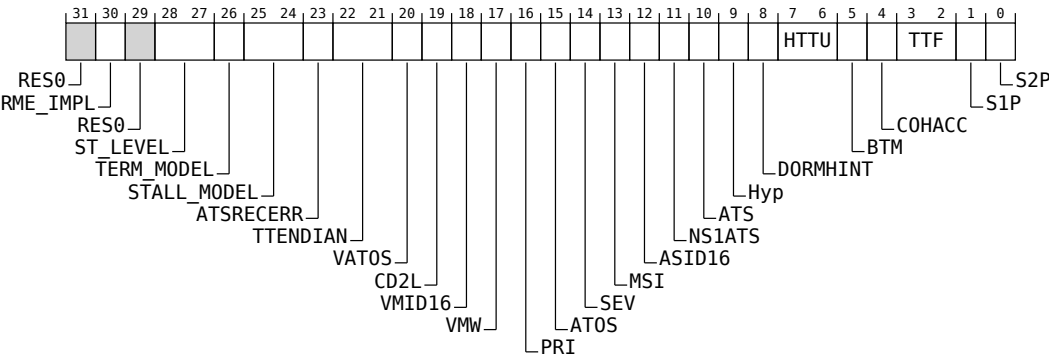 31 30 29 28 27 26 25 24 23 22 21 20 19 18 17 16 15 14 13 12 11 10 9 8 7 6 5 4 3 2 1 0
HTTU TTF
RES0 S2P
RME_IMPL S1P
RES0 COHACC
ST_LEVEL BTM
TERM_MODEL DORMHINT
STALL_MODEL Hyp
ATSRECERR ATS
TTENDIAN NS1ATS
VATOS ASID16
CD2L MSI
VMID16 SEV
VMW ATOS
PRI